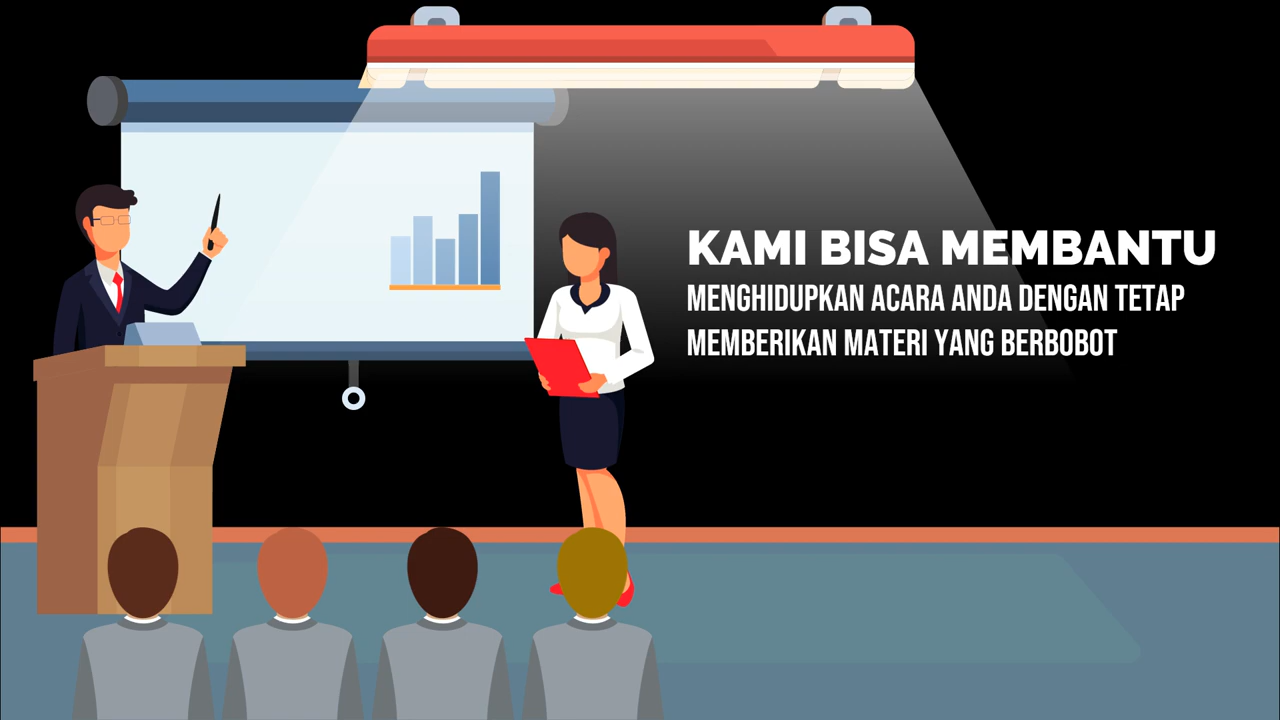 KAMI BISA MEMBANTU
MENGHIDUPKAN ACARA ANDA DENGAN TETAP
MEMBERIKAN MATERI YANG BERBOBOT